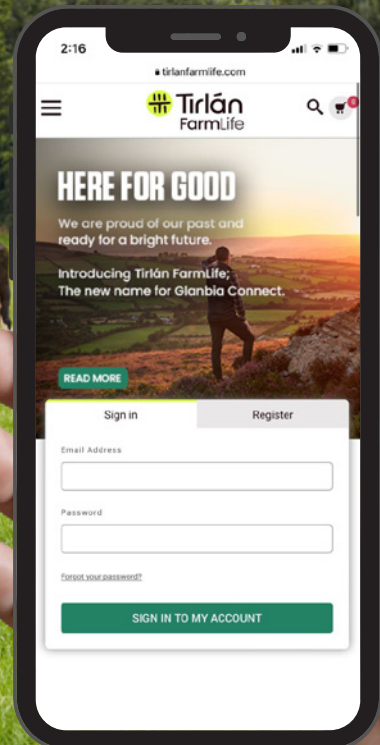 2:16
tirlanfarmlife.com
Tirlán
FarmLife
0
HERE FOR GOOD
We are proud of our past and
ready for a bright future.
Introducing Tirlán FarmLife;
The new name for Glanbia Connect.
READ MORE
Sign in
Register
Email Address
Password
Forgot your password?
SIGN IN TO MY ACCOUNT